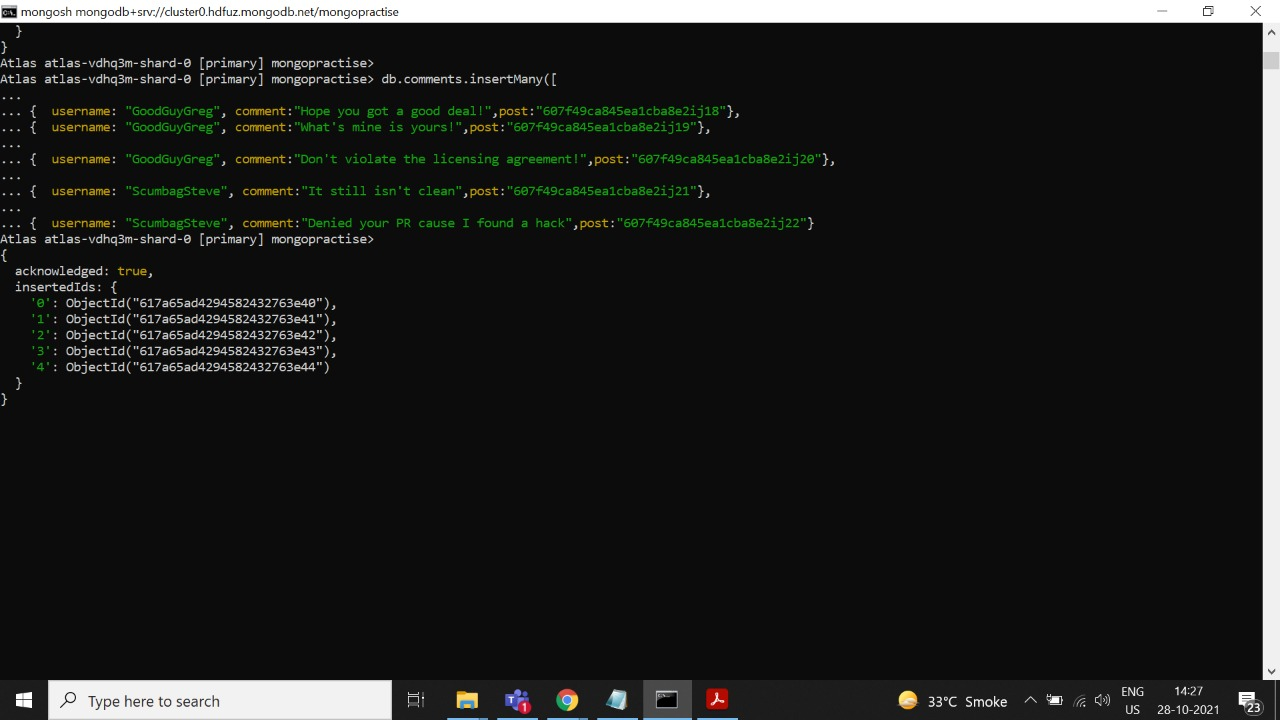 mongosh mongodb+srv://cluster0.hdfuz.mongodb.net/mongopractise
}
}
Atlas atlas-vdhq3m-shard-0 [primary] mongopractise>
Atlas atlas-vdhq3m-shard-0 [primary] mongopractise> db.comments.insertMany([
...
... {  username: "GoodGuyGreg", comment:"Hope you got a good deal!",post:"607f49ca845ea1cba8e2ij18"},
... {  username: "GoodGuyGreg", comment:"What's mine is yours!",post:"607f49ca845ea1cba8e2ij19"},
...
... {  username: "GoodGuyGreg", comment:"Don't violate the licensing agreement!",post:"607f49ca845ea1cba8e2ij20"},
...
... {  username: "ScumbagSteve", comment:"It still isn't clean",post:"607f49ca845ea1cba8e2ij21"},
...
... {  username: "ScumbagSteve", comment:"Denied your PR cause I found a hack",post:"607f49ca845ea1cba8e2ij22"}
Atlas atlas-vdhq3m-shard-0 [primary] mongopractise>
{
acknowledged: true,
insertedIds: {
'0': ObjectId("617a65ad4294582432763e40"),
'1': ObjectId("617a65ad4294582432763e41"),
'2': ObjectId("617a65ad4294582432763e42"),
'3': ObjectId("617a65ad4294582432763e43"),
'4': ObjectId("617a65ad4294582432763e44")
}
}
Type here to search
1
33°C Smoke
ENG
US
14:27
28-10-2021
23